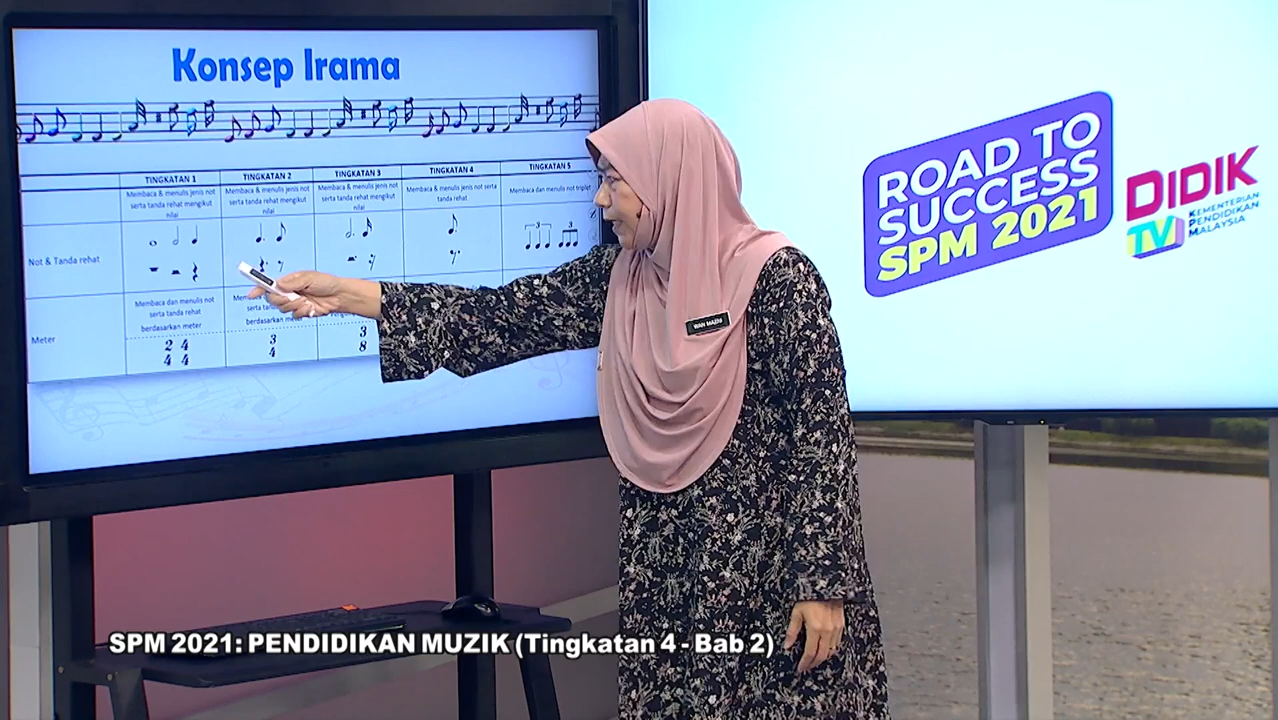 Konsep Irama
TINGKATAN 1
TINGKATAN 2
TINGKATAN 3
TINGKATAN 4
TINGKATAN 5
Membaca & menulis jenis not
serta tanda rehat mengikut
nilai
Membaca & menulis jenis not
serta tanda rehat mengikut
nilai
Membaca & menulis jenis not
serta tanda rehat mengikut
nilai
Membaca & menulis jenis not serta
tanda rehat
Membaca dan menulis not triplet
Not & Tanda rehat
3
3
Meter
Membaca dan menulis not
serta tanda rehat
berdasarkan meter
serta tanda
berdasarkan meter
2 4
4 4
3
4
3
8
WAN MAZNI
ROAD TO
SUCCESS
SPM 2021
DIDIK
TV
KEMENTERIAN
PENDIDIKAN
MALAYSIA
SPM 2021: PENDIDIKAN MUZIK (Tingkatan 4 - Bab 2)